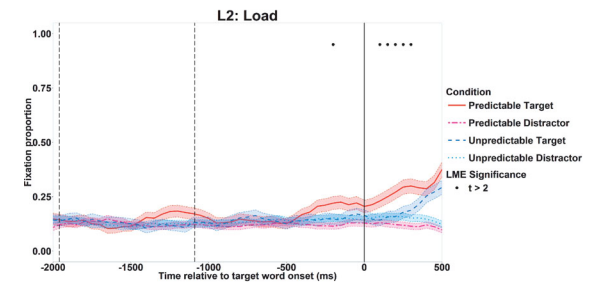 L2: Load
1.00
0.75
0.50
0.25
0.00
Fixation proportion
-2000
-1500
-1000
-500
0
500
Time relative to target word onset (ms)
Condition
Predictable Target
Predictable Distractor
Unpredictable Target
Unpredictable Distractor
LME Significance
t > 2